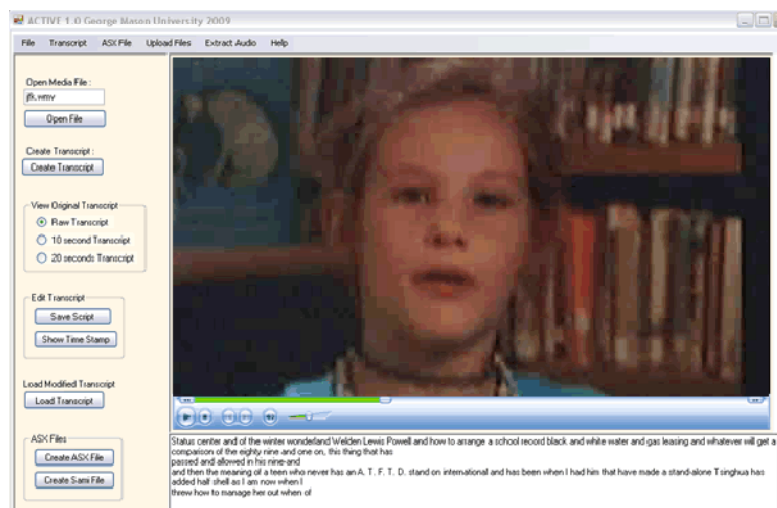 ACTIVE 1.0 George Mason University 2009
File Transcript ASX File Upload Files Extract Audio Help
Open Media File :
jfk.wmv
Open File
Create Transcript :
Create Transcript
View Original Transcript
Raw Transcript
10 second Transcript
20 seconds Transcript
Edit Transcript
Save Script
Show Time Stamp
Load Modified Transcript
Load Transcript
ASX Files
Create ASX File
Create Sami File
Status center and of the winter wonderland Welden Lewis Powell and how to arrange a school record black and white water and gas leasing and whatever will get a
comparison of the eighty nine and one on, this thing that has
passed and allowed in his nine-and
and then the meaning of a teen who never has an A. T. F. T. D. stand on international and has been when I had him that have made a stand-alone Tsinghua has
added half shell as I am now when I
threw how to manage her out when of